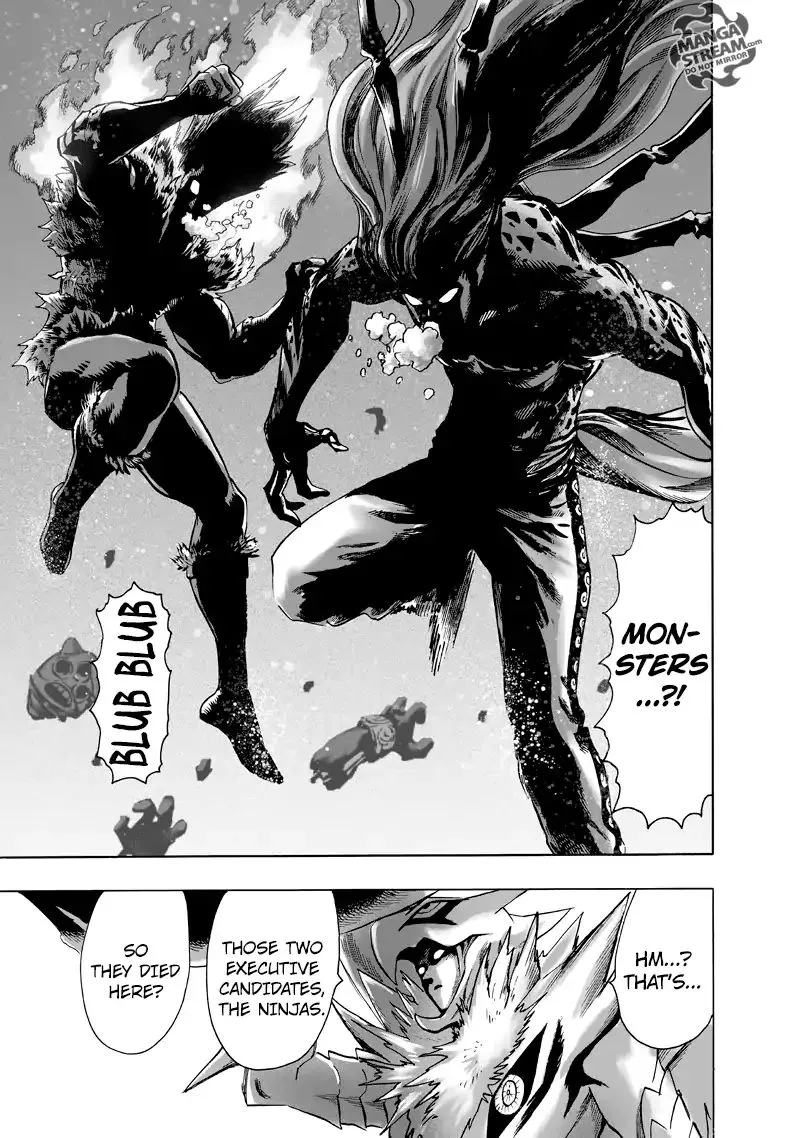 MANGA
STREAM.com
DO NOT MIRROR
MON-
STERS
...?!
BLUB BLUB
HM...?
THAT'S...
THOSE TWO
EXECUTIVE
CANDIDATES,
THE NINJAS.
SO
THEY DIED
HERE?